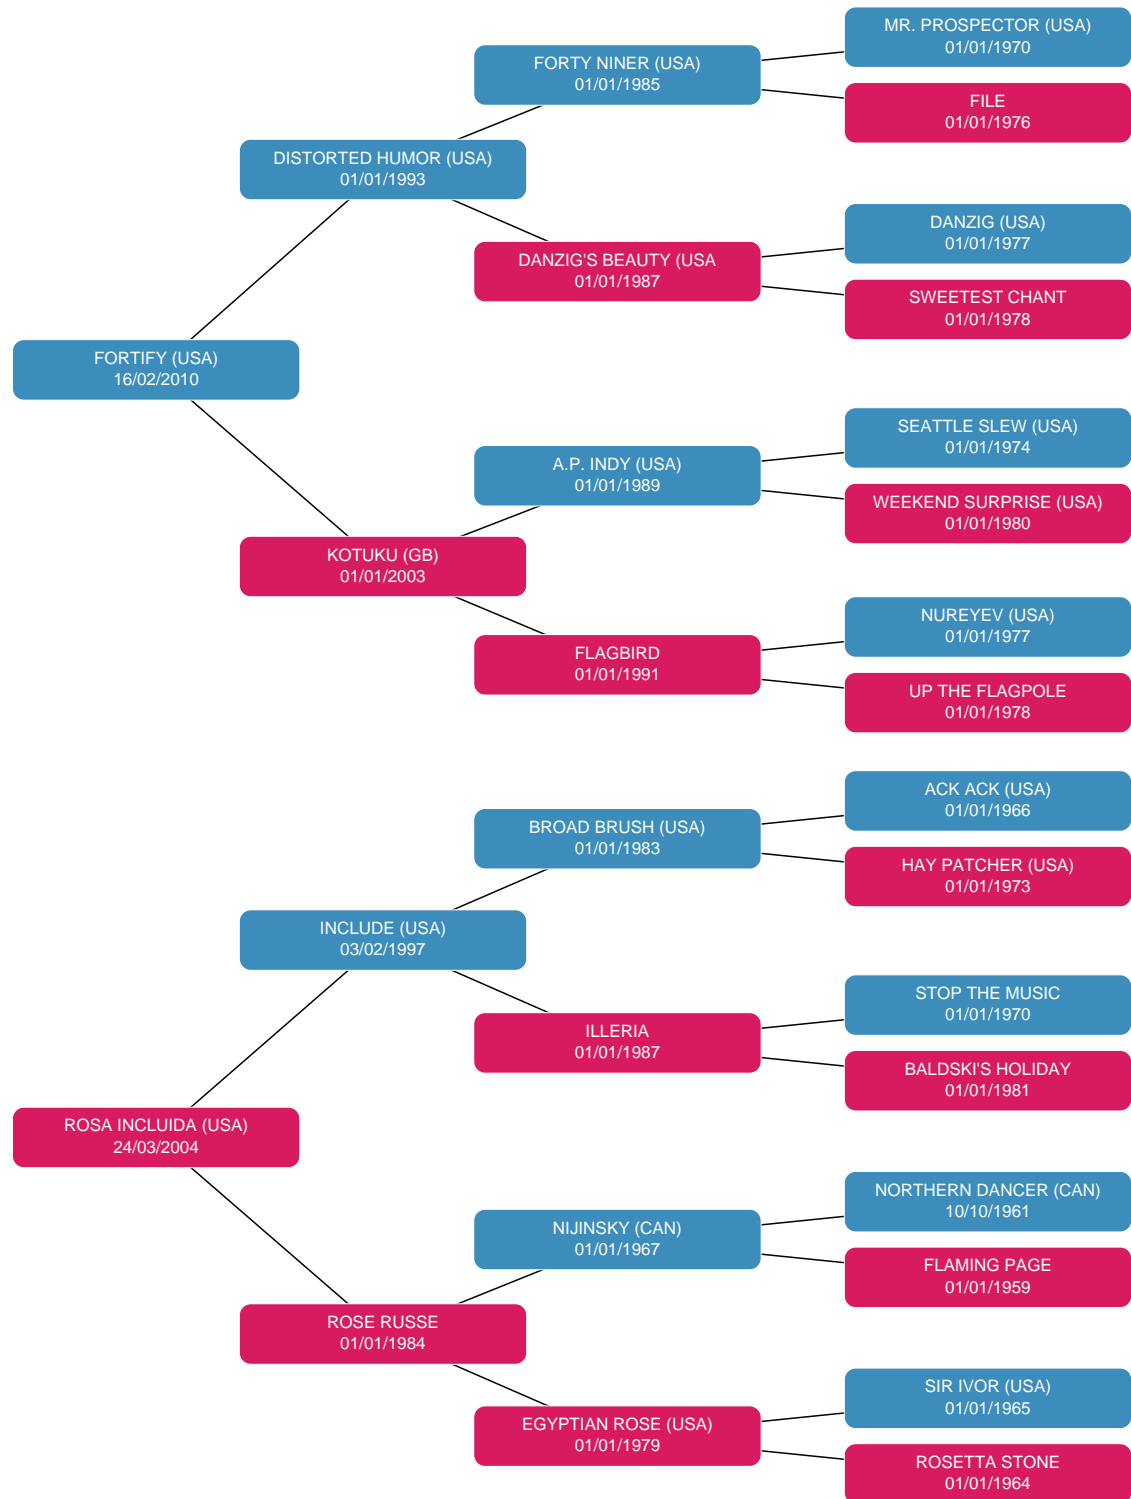 MR. PROSPECTOR (USA)
01/01/1970
FORTY NINER (USA)
01/01/1985
FILE
01/01/1976
DISTORTED HUMOR (USA)
01/01/1993
DANZIG (USA)
01/01/1977
DANZIG'S BEAUTY (USA
01/01/1987
SWEETEST CHANT
01/01/1978
FORTIFY (USA)
16/02/2010
SEATTLE SLEW (USA)
01/01/1974
A.P. INDY (USA)
01/01/1989
WEEKEND SURPRISE (USA)
01/01/1980
KOTUKU (GB)
01/01/2003
NUREYEV (USA)
01/01/1977
FLAGBIRD
01/01/1991
UP THE FLAGPOLE
01/01/1978
ACK ACK (USA)
01/01/1966
BROAD BRUSH (USA)
01/01/1983
HAY PATCHER (USA)
01/01/1973
INCLUDE (USA)
03/02/1997
STOP THE MUSIC
01/01/1970
ILLERIA
01/01/1987
BALDSKI'S HOLIDAY
01/01/1981
ROSA INCLUIDA (USA)
24/03/2004
NORTHERN DANCER (CAN)
10/10/1961
NIJINSKY (CAN)
01/01/1967
FLAMING PAGE
01/01/1959
ROSE RUSSE
01/01/1984
SIR IVOR (USA)
01/01/1965
EGYPTIAN ROSE (USA)
01/01/1979
ROSETTA STONE
01/01/1964